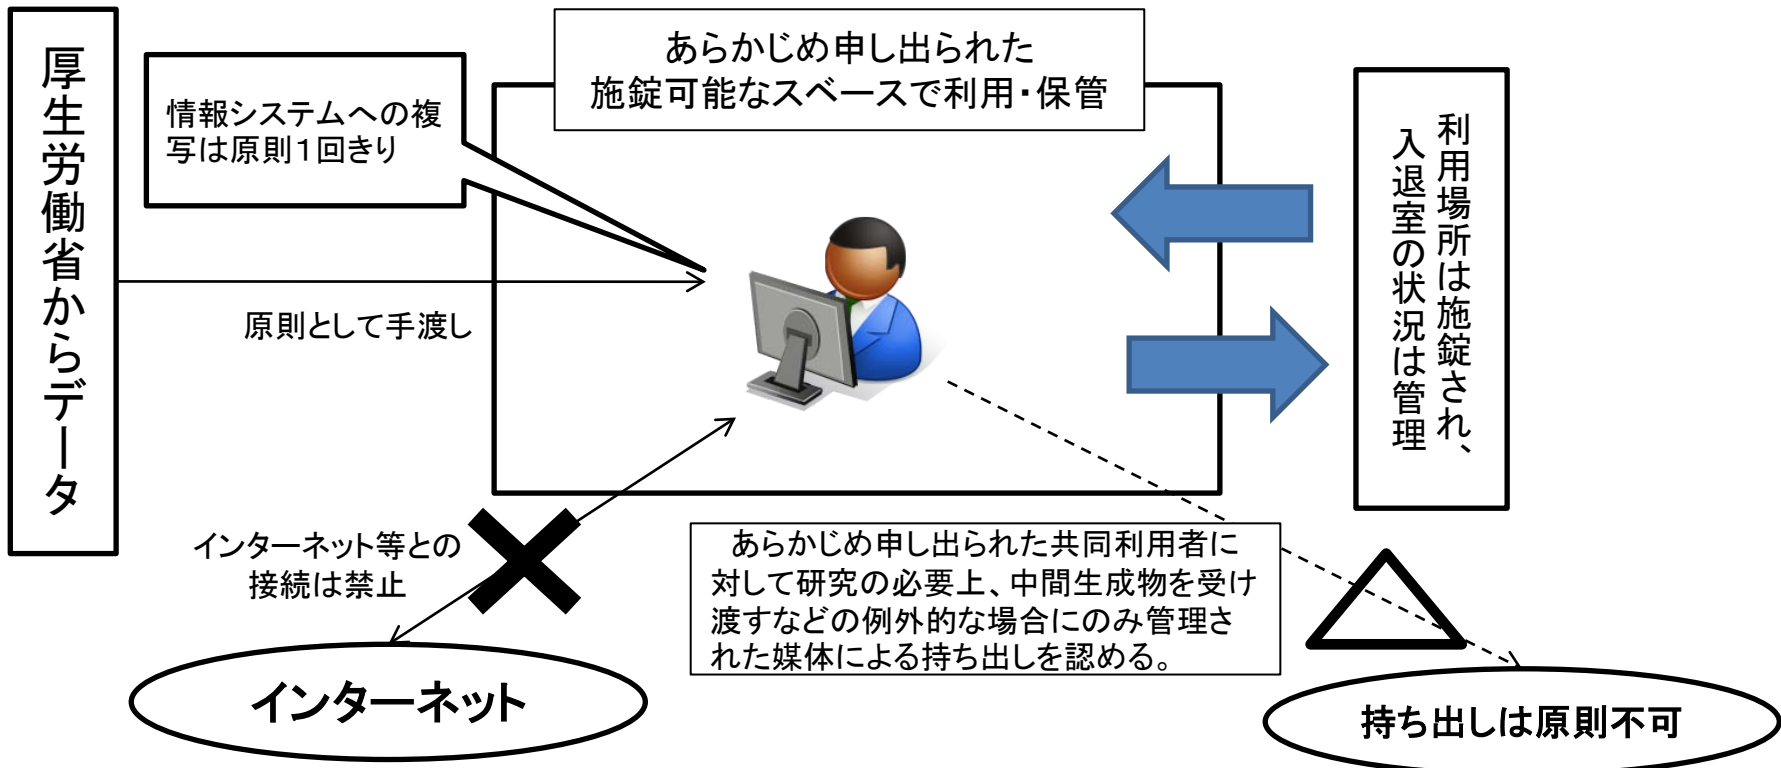 厚生労働省からデータ
情報システムへの複
写は原則１回きり
あらかじめ申し出られた
施錠可能なスペースで利用・保管
利用場所は施錠され、
入退室の状況は管理
原則として手渡し
インターネット等との
接続は禁止
あらかじめ申し出られた共同利用者に
対して研究の必要上、中間生成物を受け
渡すなどの例外的な場合にのみ管理さ
れた媒体による持ち出しを認める。
インターネット
持ち出しは原則不可